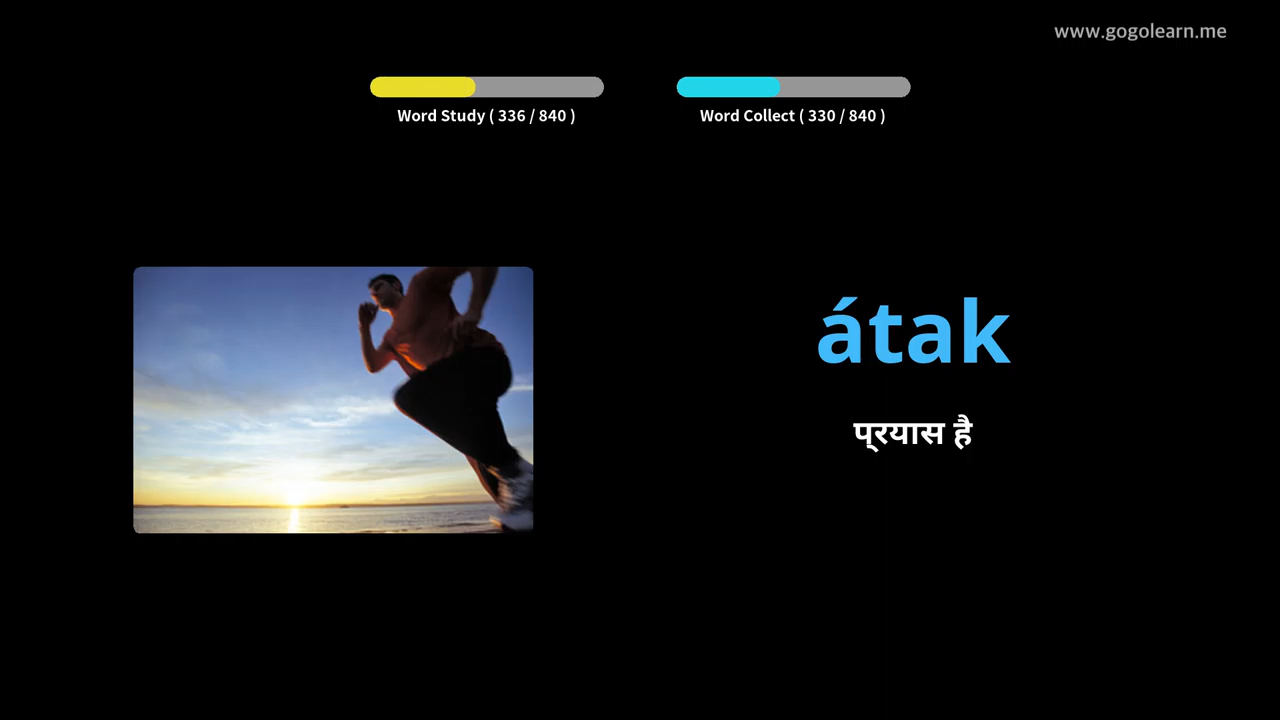 www.gogolearn.me
Word Study ( 336 / 840 )
Word Collect ( 330 / 840 )
átak
प्रयास है